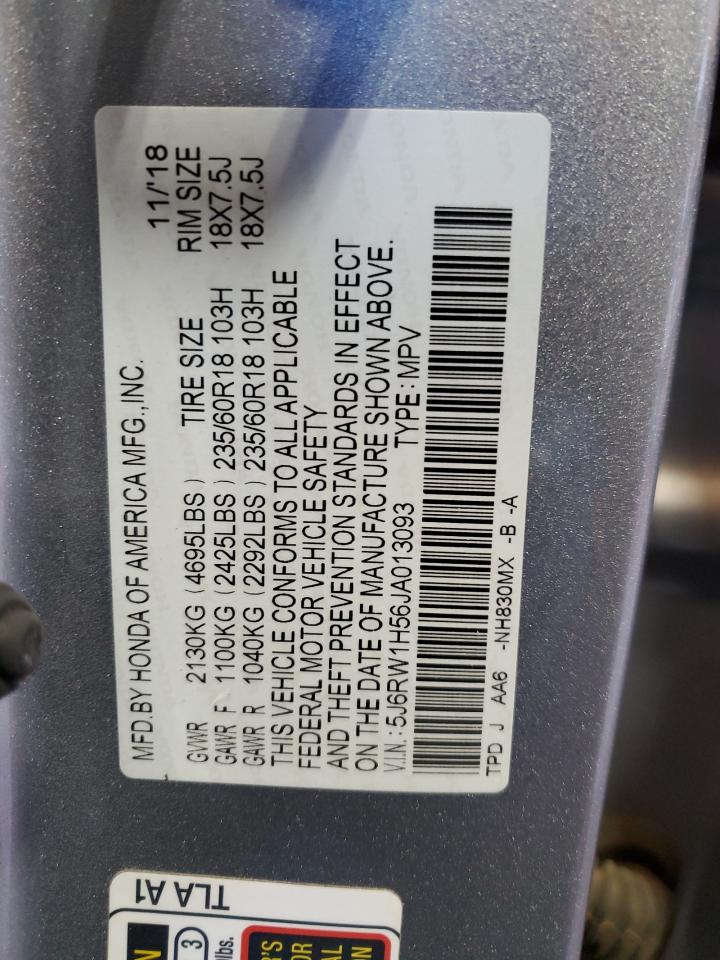 MFD.BY HONDA OF AMERICA MFG.,INC. 11/'18
GVWR 2130KG (4695LBS) TIRE SIZE RIM SIZE
GAWR F 1100KG (2425LBS) 235/60R18 103H 18X7.5J
GAWR R 1040KG (2292LBS) 235/60R18 103H 18X7.5J
THIS VEHICLE CONFORMS TO ALL APPLICABLE
FEDERAL MOTOR VEHICLE SAFETY
AND THEFT PREVENTION STANDARDS IN EFFECT
ON THE DATE OF MANUFACTURE SHOWN ABOVE.
V.I.N.:5J6RW1H56JA013093 TYPE:MPV
TPD J AA6 -NH830MX -B -A
TLA A1
3
lbs.